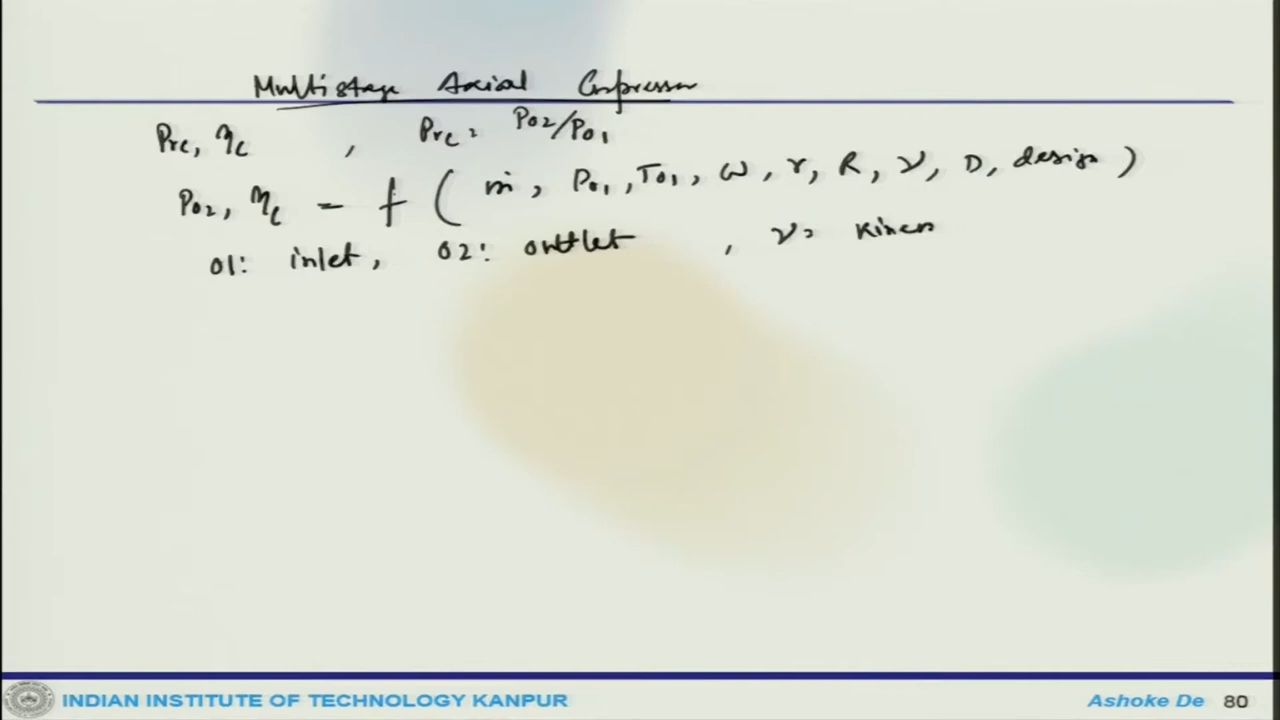 Multistage Axial Compressor
Prc, ηc , Prc = P02/P01
P02, ηc = f ( ṁ, P01, T01, ω, γ, R, ν, D, design )
01: inlet, 02: outlet , ν = kinem
INDIAN INSTITUTE OF TECHNOLOGY KANPUR
Ashoke De 80